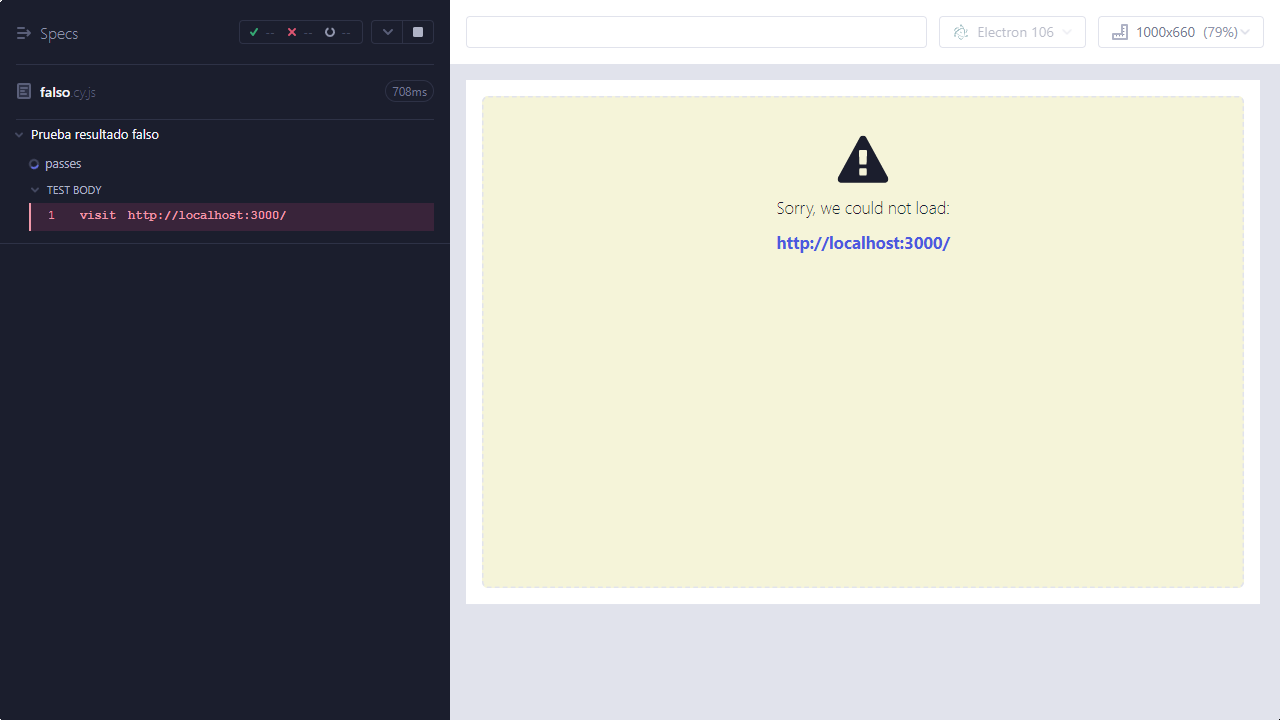 Specs
--
--
--
falso.cy.js
708ms
Prueba resultado falso
passes
TEST BODY
1 visit http://localhost:3000/
Electron 106
1000x660 (79%)
Sorry, we could not load:
http://localhost:3000/